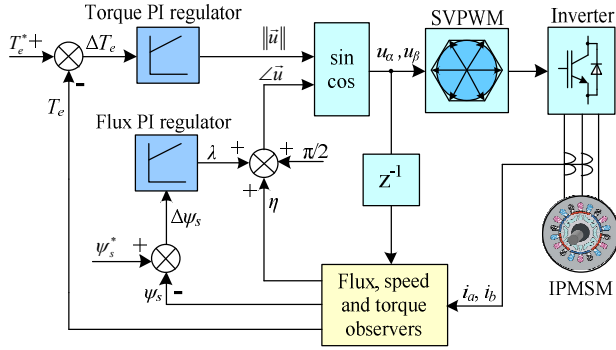 Torque PI regulator
SVPWM
Inverter
T_e^* +
ΔT_e
‖u⃗‖
sin
cos
u_α, u_β
-
T_e
∠u⃗
Flux PI regulator
+
λ
π/2
+
+
η
Z^{-1}
Δψ_s
ψ_s^*
+
-
ψ_s
Flux, speed
and torque
observers
i_a, i_b
IPMSM